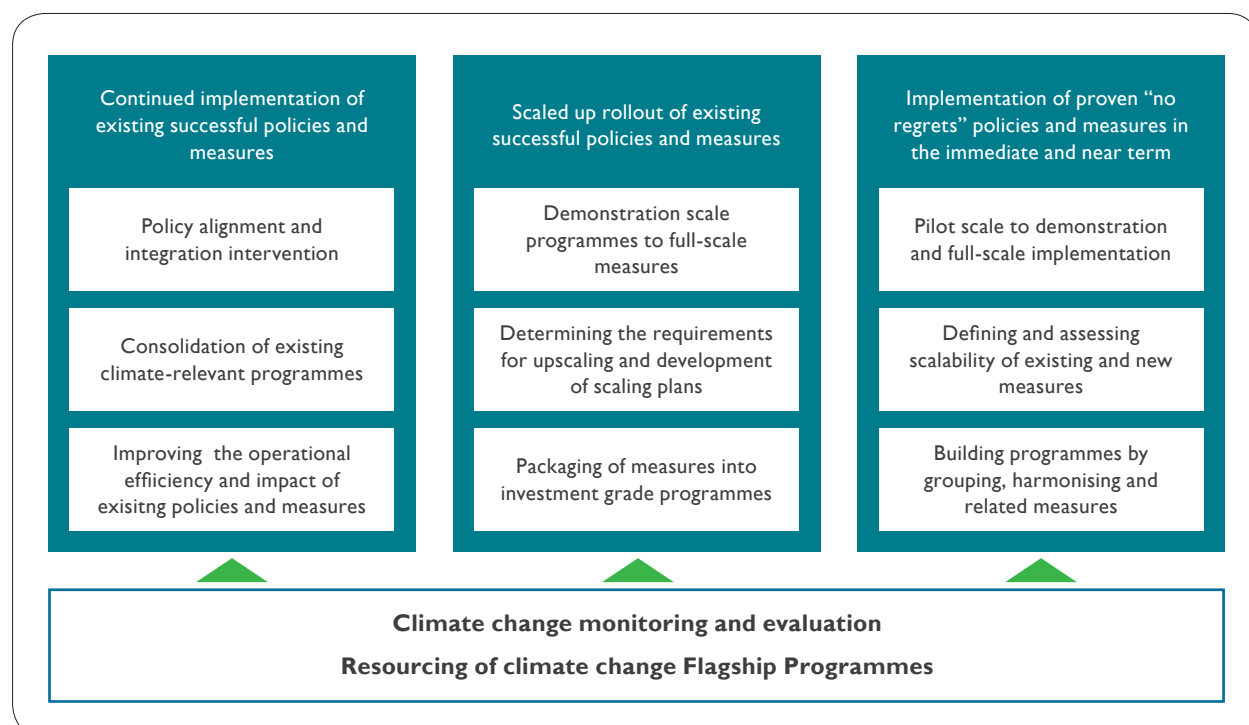 Continued implementation of
existing successful policies and
measures
Policy alignment and
integration intervention
Consolidation of existing
climate-relevant programmes
Improving the operational
effiiciency and impact of
exisitng policies and measures
Scaled up rollout of existing
successful policies and measures
Demonstration scale
programmes to full-scale
measures
Determining the requirements
for upscaling and development
of scaling plans
Packaging of measures into
investment grade programmes
Implementation of proven “no
regrets” policies and measures in
the immediate and near term
Pilot scale to demonstration
and full-scale implementation
Defining and assessing
scalability of existing and new
measures
Building programmes by
grouping, harmonising and
related measures
Climate change monitoring and evaluation
Resourcing of climate change Flagship Programmes